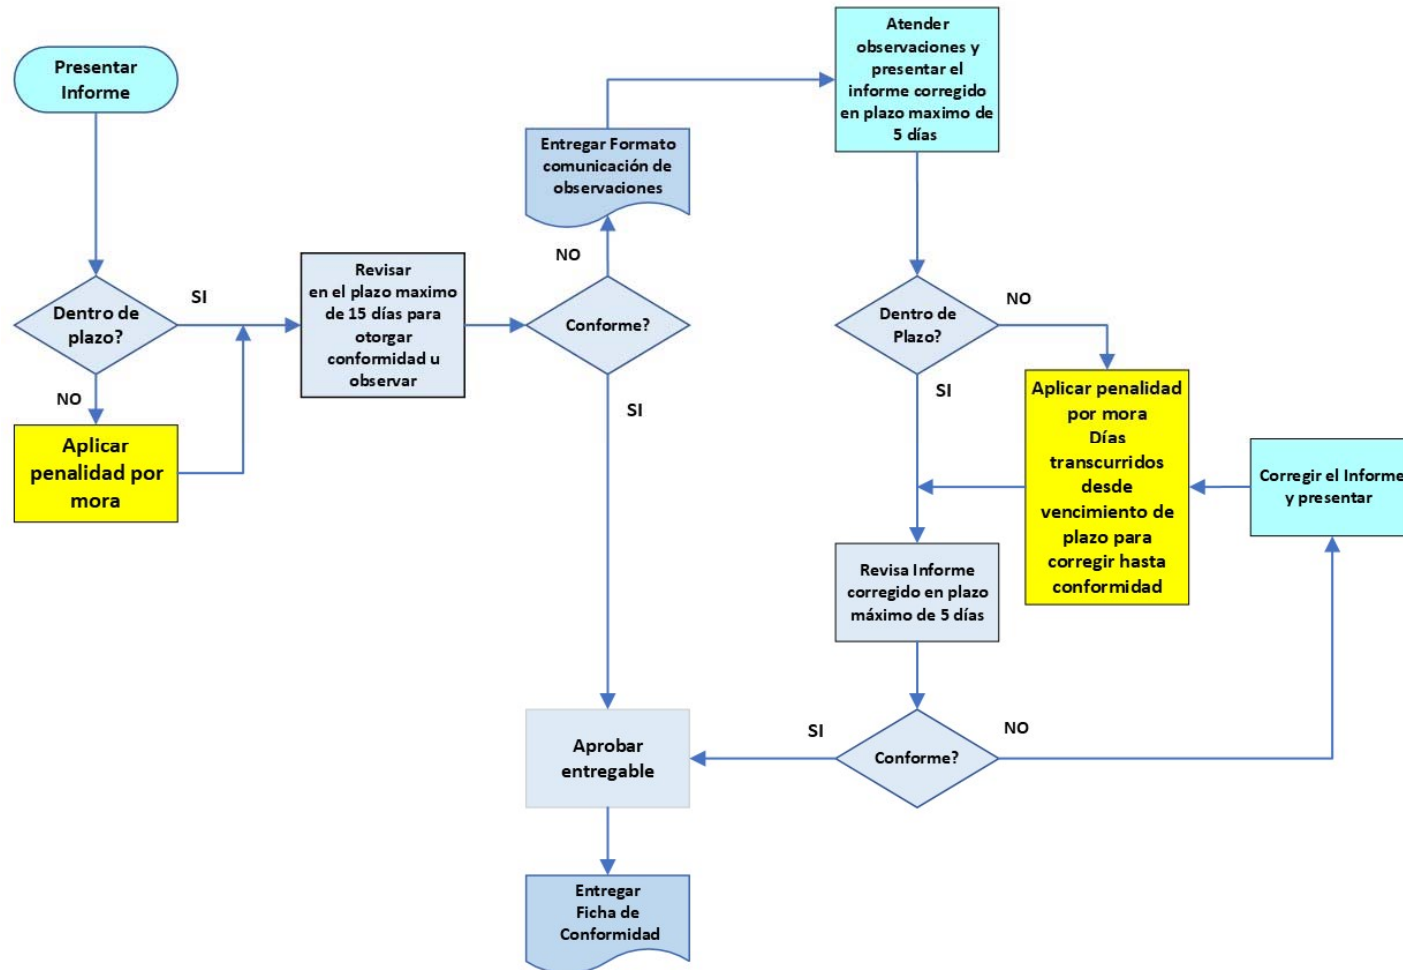 Presentar
Informe
Dentro de
plazo?
SI
NO
Aplicar
penalidad por
mora
Revisar
en el plazo maximo
de 15 días para
otorgar
conformidad u
observar
Conforme?
NO
SI
Entregar Formato
comunicación de
observaciones
Atender
observaciones y
presentar el
informe corregido
en plazo maximo de
5 días
Dentro de
Plazo?
NO
SI
Aplicar penalidad
por mora
Días
transcurridos
desde
vencimiento de
plazo para
corregir hasta
conformidad
Corregir el Informe
y presentar
Revisa Informe
corregido en plazo
máximo de 5 días
Conforme?
SI
NO
Aprobar
entregable
Entregar
Ficha de
Conformidad